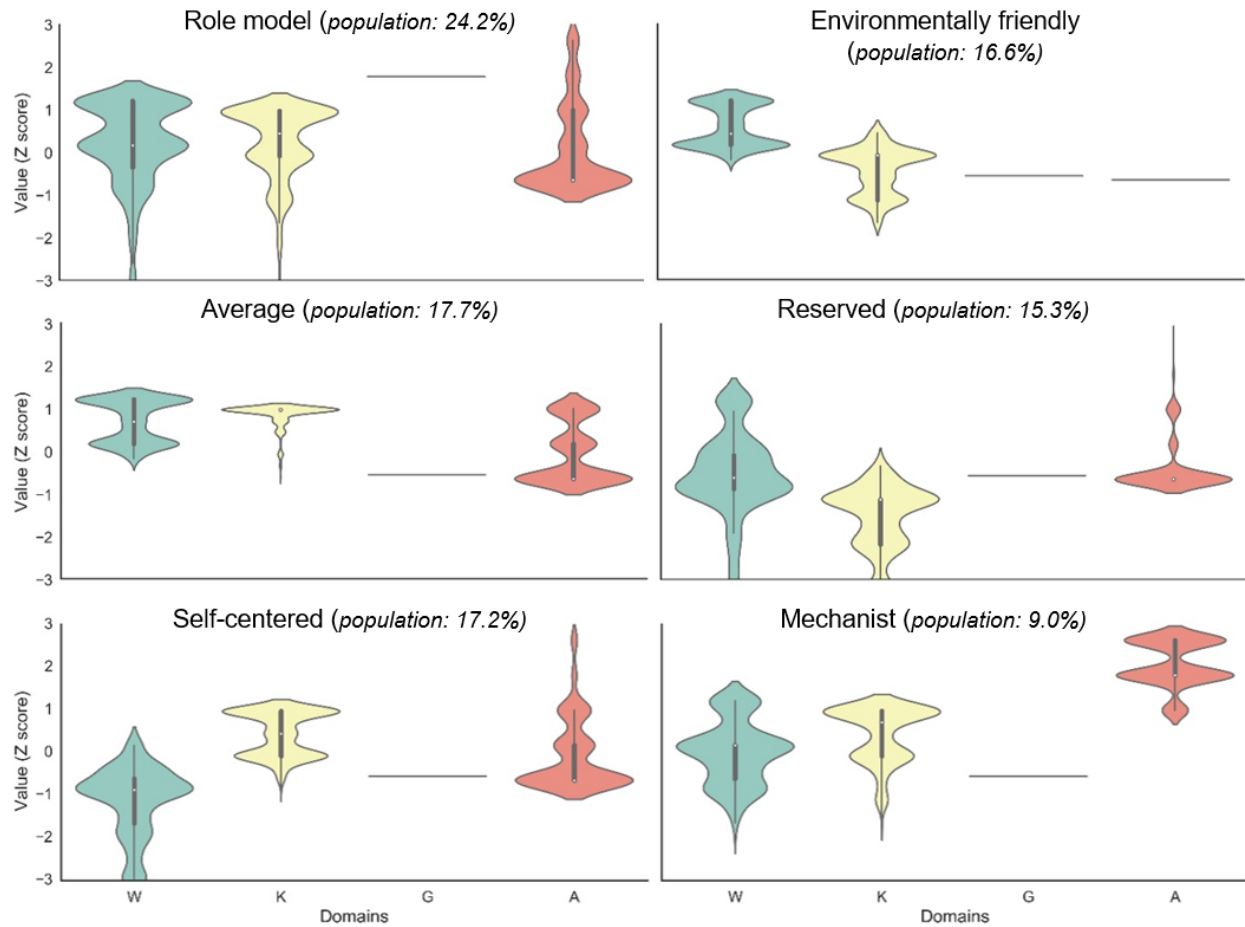 Role model (population: 24.2%)
Environmentally friendly
(population: 16.6%)
Value (Z score)
3
2
1
0
−1
−2
−3
Average (population: 17.7%)
Reserved (population: 15.3%)
Value (Z score)
3
2
1
0
−1
−2
−3
Self-centered (population: 17.2%)
Mechanist (population: 9.0%)
Value (Z score)
3
2
1
0
−1
−2
−3
W K G A
W K G A
Domains
Domains